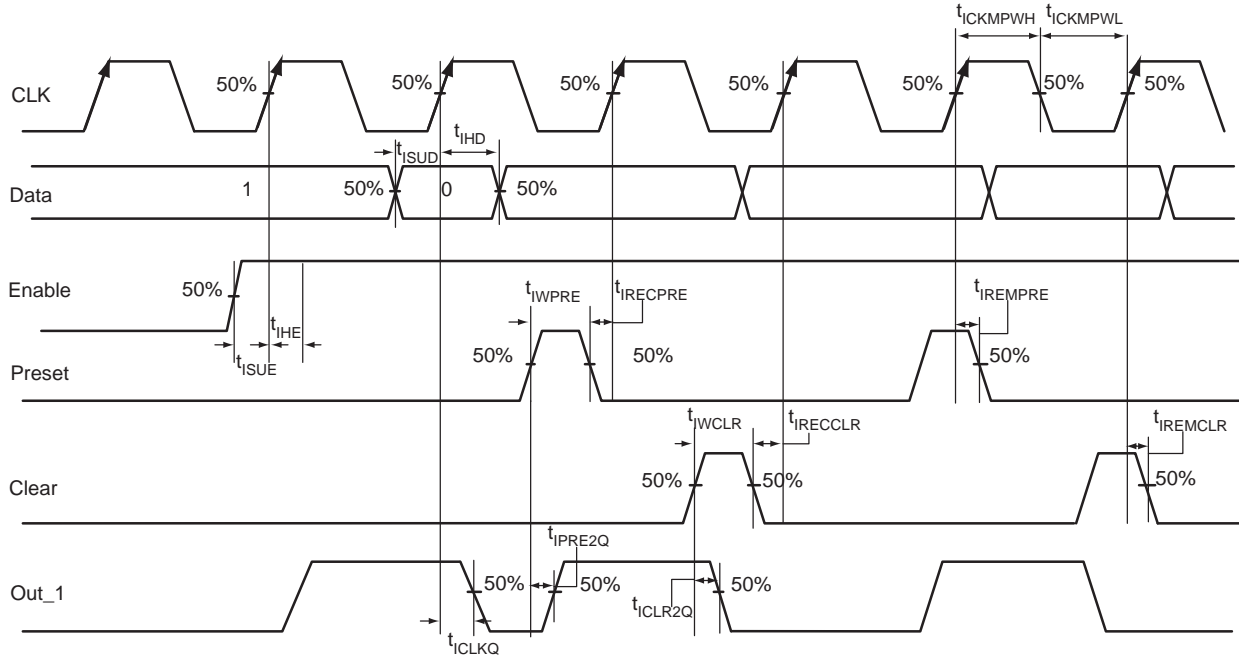 tICKMPWH tICKMPWL
CLK 50% 50% 50% 50% 50% 50% 50%
tISUD tIHD
Data 1 50% 0 50%
Enable 50%
tIHE
tISUE
tIWPRE tIRECPRE tIREMPRE
Preset 50% 50% 50%
tIWCLR tIRECCLR tIREMCLR
Clear 50% 50% 50%
tIPRE2Q
Out_1 50% 50% 50%
tICLR2Q
tICLKQ